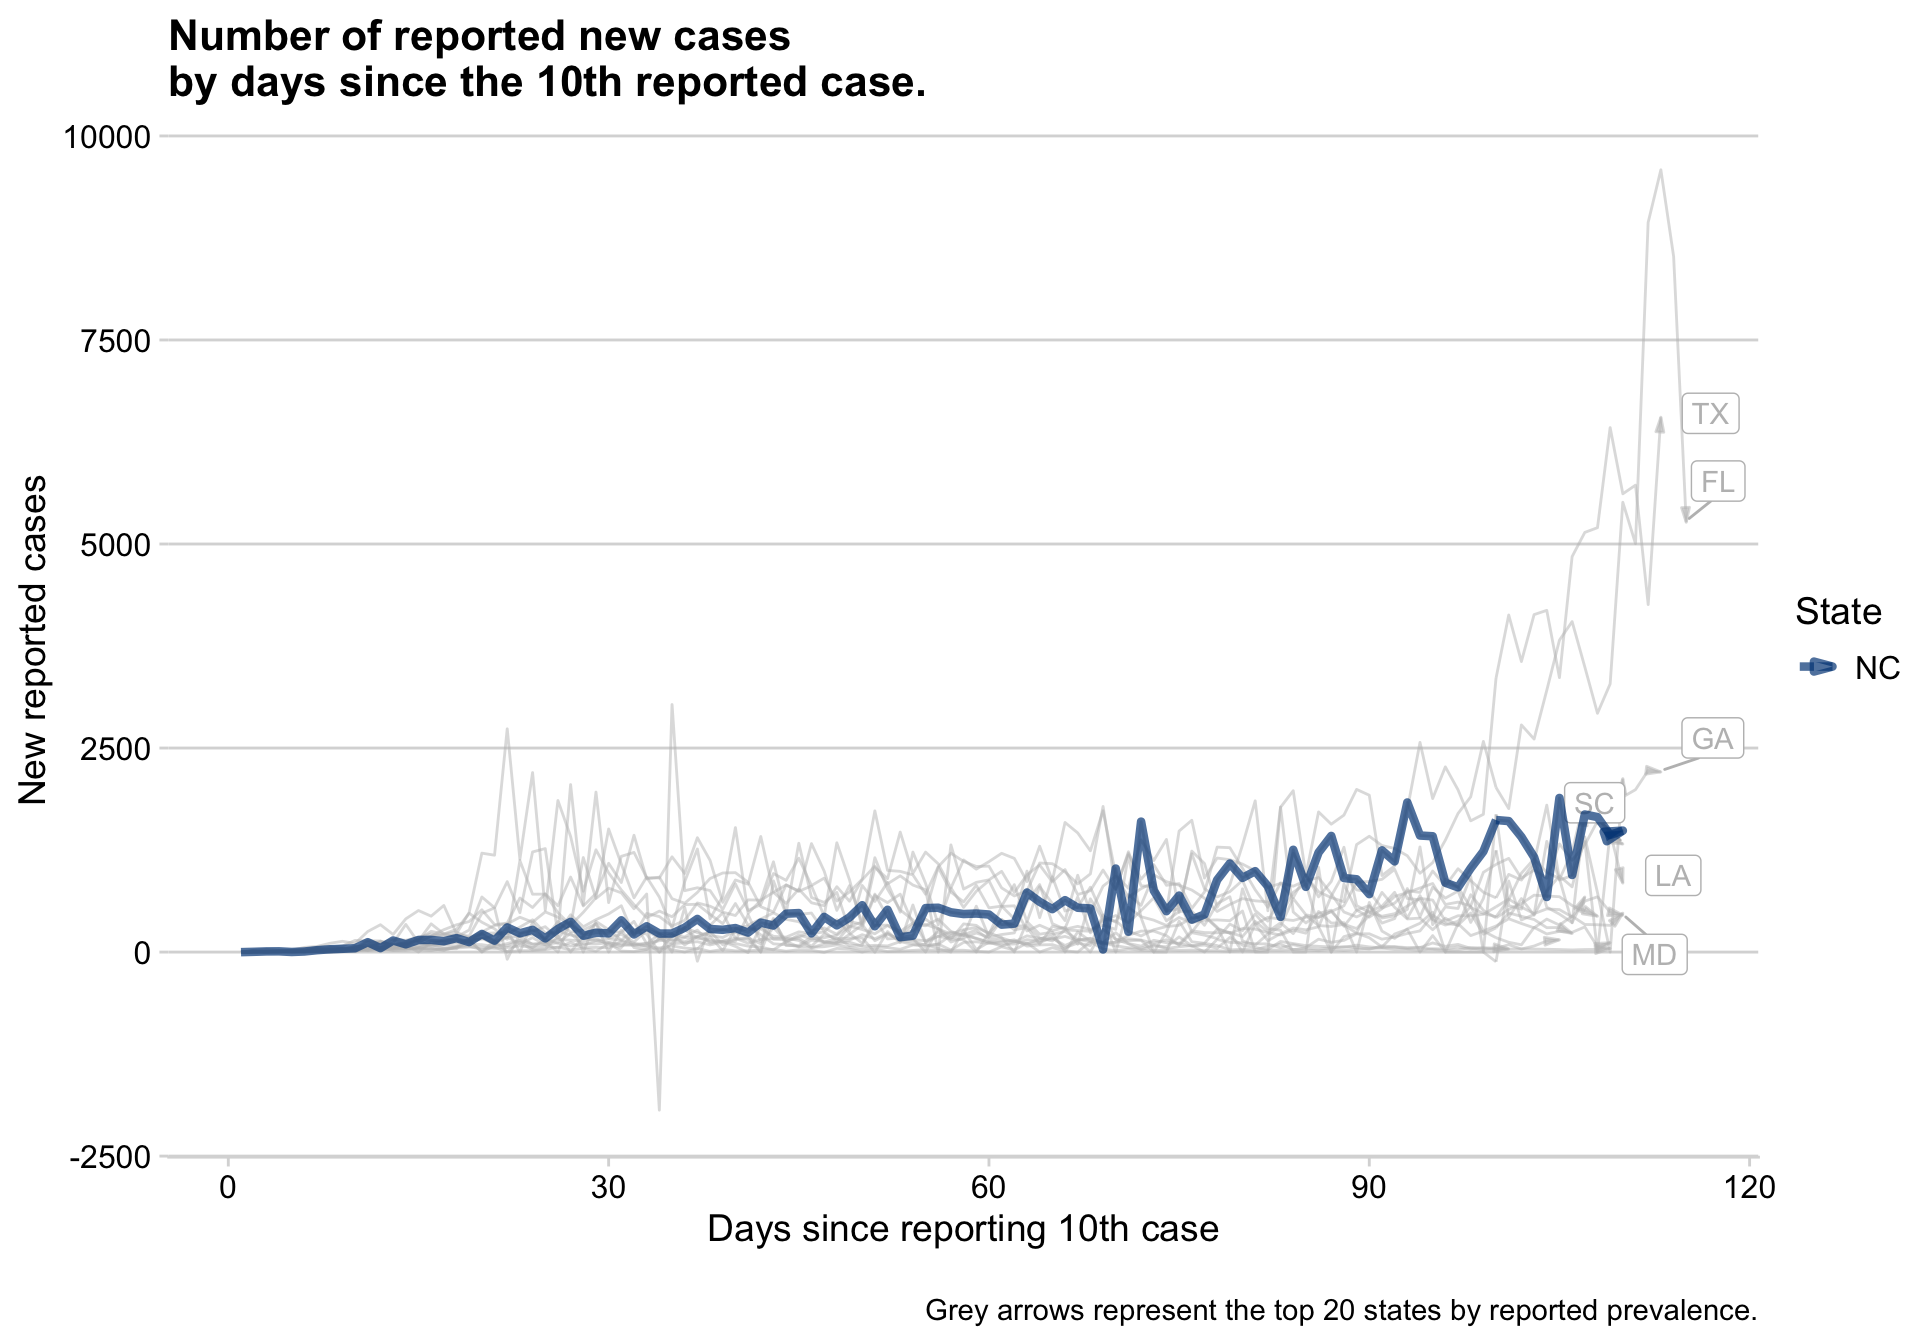 Number of reported new cases
by days since the 10th reported case.
New reported cases
10000
7500
5000
2500
0
-2500
0
30
60
90
120
Days since reporting 10th case
TX
FL
GA
SC
LA
MD
State
NC
Grey arrows represent the top 20 states by reported prevalence.